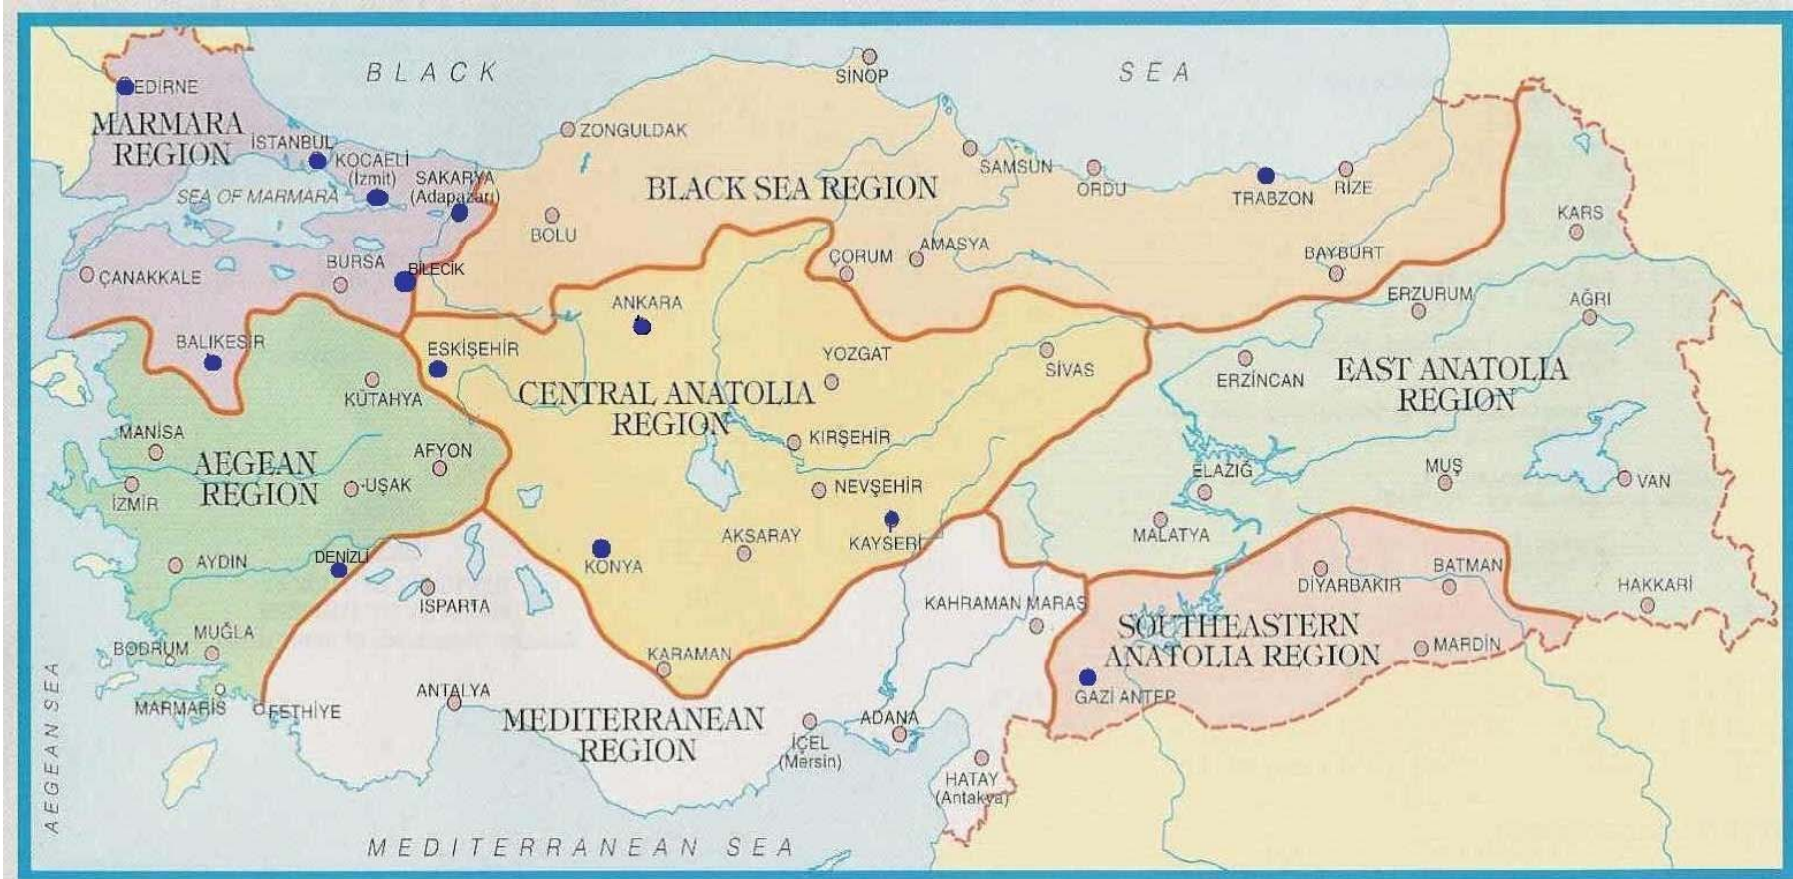 BLACK
SEA
SİNOP
EDIRNE
MARMARA
REGION
İSTANBUL
KOCAELİ
(İzmit)
SAKARYA
(Adapazarı)
SEA OF MARMARA
ZONGULDAK
SAMSUN
ORDU
TRABZON
RİZE
BLACK SEA REGION
KARS
BOLU
ÇORUM
AMASYA
BAYBURT
ÇANAKKALE
BURSA
BİLECİK
ANKARA
ERZURUM
AĞRI
BALIKESİR
ESKİŞEHİR
YOZGAT
SİVAS
ERZİNCAN
EAST ANATOLIA
REGION
KÜTAHYA
CENTRAL ANATOLIA
REGION
MANİSA
AEGEAN
REGION
AFYON
KIRŞEHİR
İZMİR
UŞAK
NEVŞEHİR
ELAZIĞ
MUŞ
VAN
AYDIN
DENİZLİ
KONYA
AKSARAY
KAYSERİ
MALATYA
ISPARTA
DİYARBAKIR
BATMAN
HAKKARİ
KAHRAMAN MARAŞ
SOUTHEASTERN
ANATOLIA REGION
MARDİN
BODRUM
MUĞLA
KARAMAN
GAZİ ANTEP
MARMARİS
FETHİYE
ANTALYA
MEDITERRANEAN
REGION
İÇEL
(Mersin)
ADANA
HATAY
(Antakya)
AEGEAN SEA
MEDITERRANEAN SEA